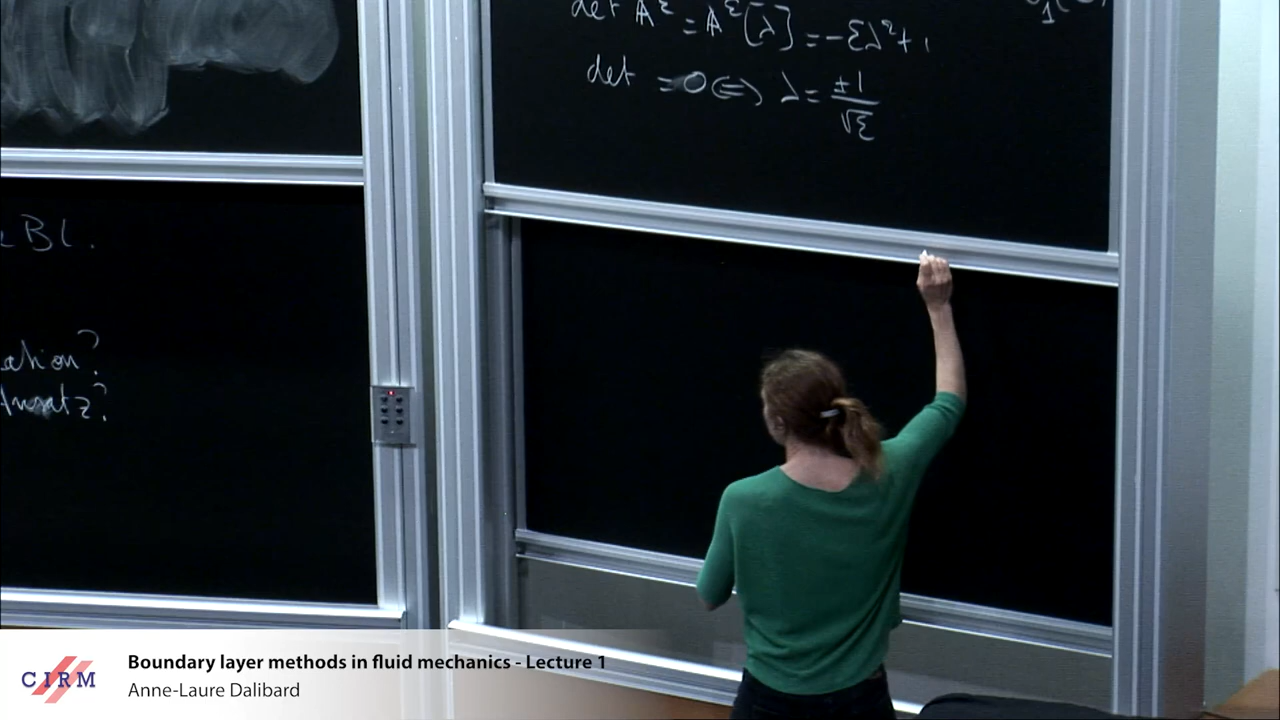 BL.
ation?
Ansatz?
det 𝔸^ε = 𝔸^ε[λ] = -ελ²+1
det = 0 ⇔ λ = ±1/√ε
CIRM
Boundary layer methods in fluid mechanics - Lecture 1
Anne-Laure Dalibard